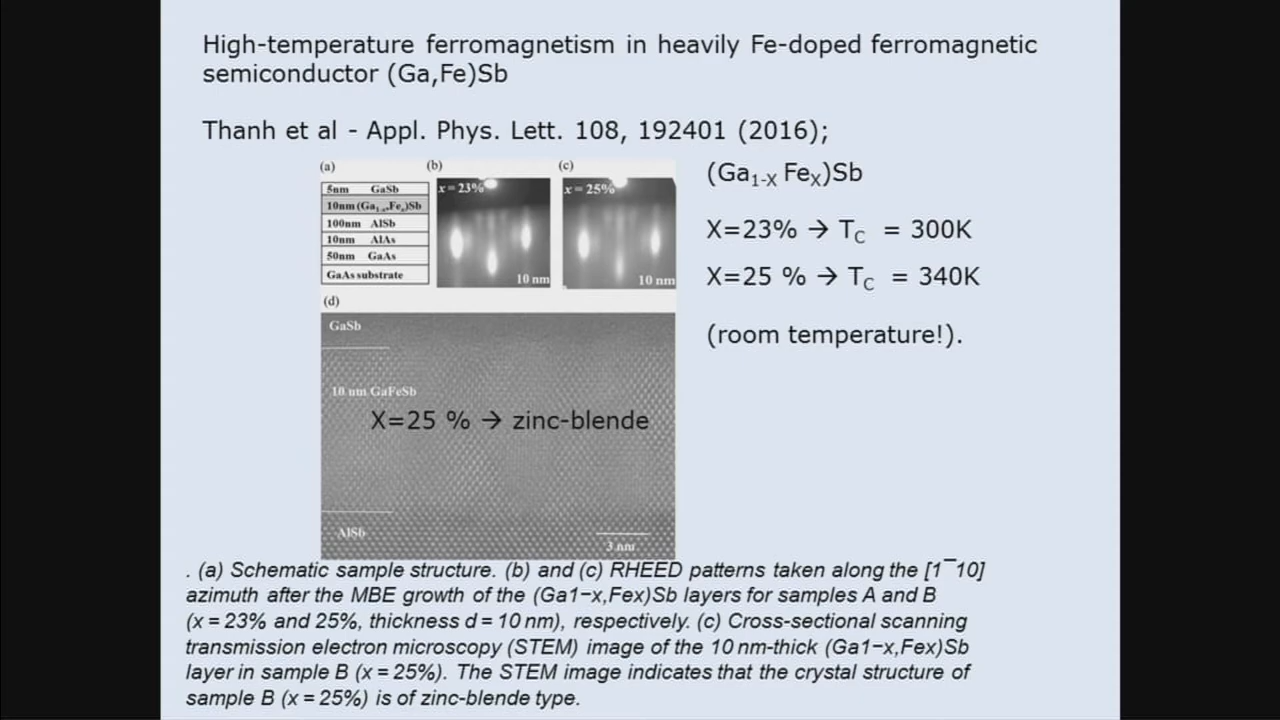 High-temperature ferromagnetism in heavily Fe-doped ferromagnetic
semiconductor (Ga,Fe)Sb
Thanh et al - Appl. Phys. Lett. 108, 192401 (2016);
(a)
(b)
(c)
5nm GaSb
10nm (Ga1-xFex)Sb
100nm AlSb
10nm AlAs
50nm GaAs
GaAs substrate
x = 23%
10 nm
x = 25%
10 nm
(Ga1-X FeX)Sb
X=23% → TC = 300K
X=25 % → TC = 340K
(room temperature!).
(d)
GaSb
10 nm GaFeSb
X=25 % → zinc-blende
AlSb
3 nm
. (a) Schematic sample structure. (b) and (c) RHEED patterns taken along the [1¯10]
azimuth after the MBE growth of the (Ga1−x,Fex)Sb layers for samples A and B
(x = 23% and 25%, thickness d = 10 nm), respectively. (c) Cross-sectional scanning
transmission electron microscopy (STEM) image of the 10 nm-thick (Ga1−x,Fex)Sb
layer in sample B (x = 25%). The STEM image indicates that the crystal structure of
sample B (x = 25%) is of zinc-blende type.